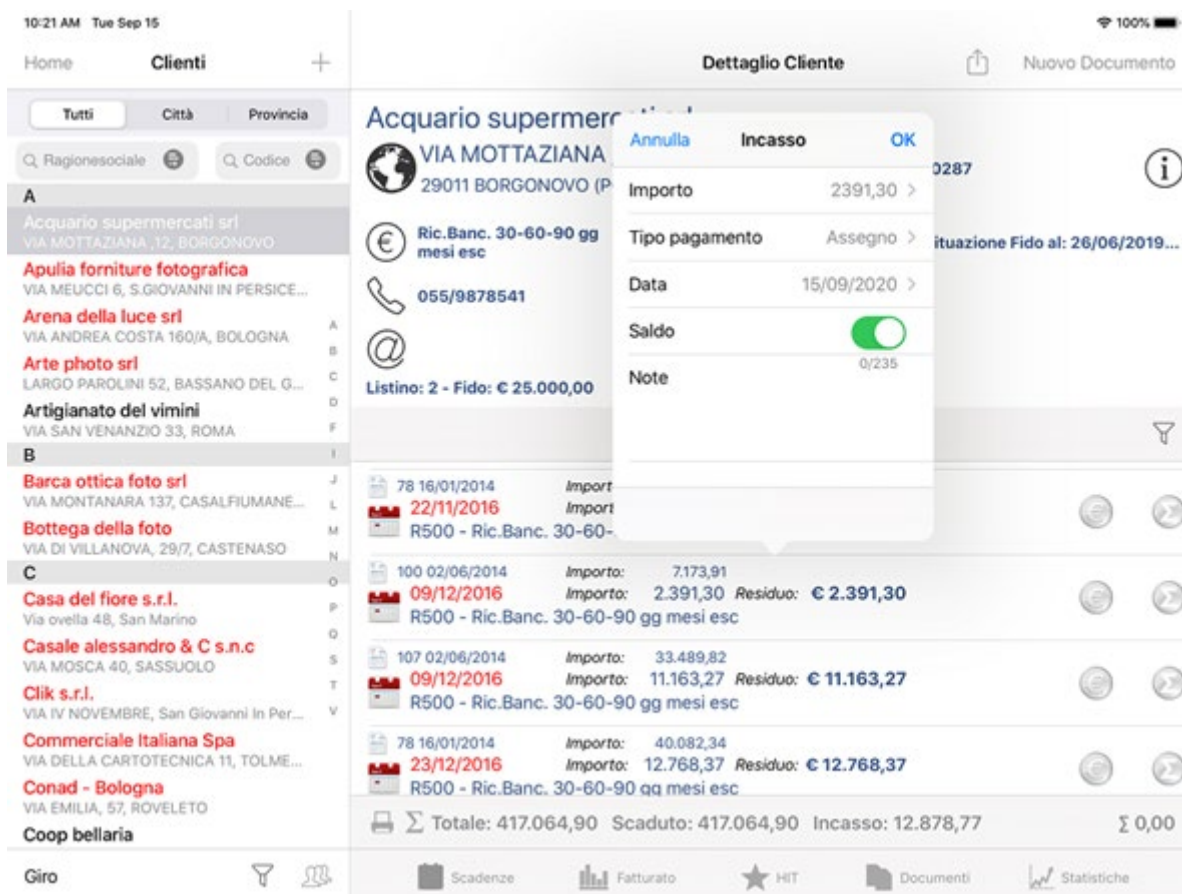 10:21 AM Tue Sep 15
100%
Home Clienti
Tutti Città Provincia
Ragionesociale Codice
A
Acquario supermercati srl
VIA MOTTAZIANA ,12, BORGONOVO
Apulia forniture fotografica
VIA MEUCCI 6, S.GIOVANNI IN PERSICE...
Arena della luce srl
VIA ANDREA COSTA 160/A, BOLOGNA
Arte photo srl
LARGO PAROLINI 52, BASSANO DEL G...
Artigianato del vimini
VIA SAN VENANZIO 33, ROMA
B
Barca ottica foto srl
VIA MONTANARA 137, CASALFIUMANE...
Bottega della foto
VIA DI VILLANOVA, 29/7, CASTENASO
C
Casa del fiore s.r.l.
Via ovella 48, San Marino
Casale alessandro & C s.n.c
VIA MOSCA 40, SASSUOLO
Clik s.r.l.
VIA IV NOVEMBRE, San Giovanni In Per...
Commerciale Italiana Spa
VIA DELLA CARTOTECNICA 11, TOLME...
Conad - Bologna
VIA EMILIA, 57, ROVELETO
Coop bellaria
Giro
A
B
C
D
F
I
J
L
M
N
O
P
Q
S
T
V
Dettaglio Cliente Nuovo Documento
Acquario supermercati srl
VIA MOTTAZIANA
29011 BORGONOVO (P
0287
Ric.Banc. 30-60-90 gg
mesi esc
ituazione Fido al: 26/06/2019...
055/9878541
Listino: 2 - Fido: € 25.000,00
Annulla Incasso OK
Importo 2391,30
Tipo pagamento Assegno
Data 15/09/2020
Saldo
0/235
Note
78 16/01/2014 Import
22/11/2016 Import
R500 - Ric.Banc. 30-60-
100 02/06/2014 Importo: 7.173,91
09/12/2016 Importo: 2.391,30 Residuo: € 2.391,30
R500 - Ric.Banc. 30-60-90 gg mesi esc
107 02/06/2014 Importo: 33.489,82
09/12/2016 Importo: 11.163,27 Residuo: € 11.163,27
R500 - Ric.Banc. 30-60-90 gg mesi esc
78 16/01/2014 Importo: 40.082,34
23/12/2016 Importo: 12.768,37 Residuo: € 12.768,37
R500 - Ric.Banc. 30-60-90 gg mesi esc
Σ Totale: 417.064,90 Scaduto: 417.064,90 Incasso: 12.878,77 Σ 0,00
Scadenze Fatturato HIT Documenti Statistiche